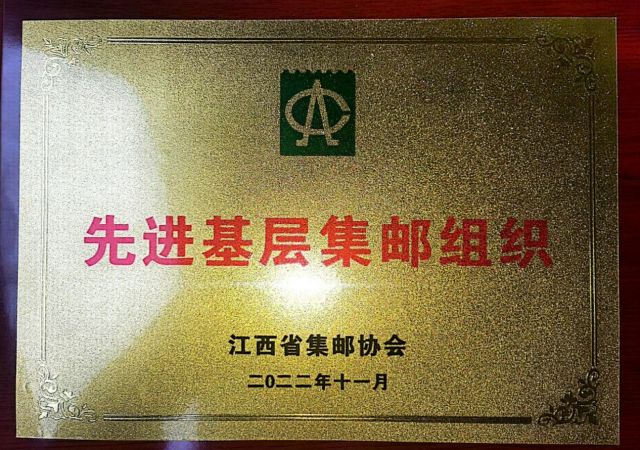 先进基层集邮组织
江西省集邮协会
二0二二年十一月